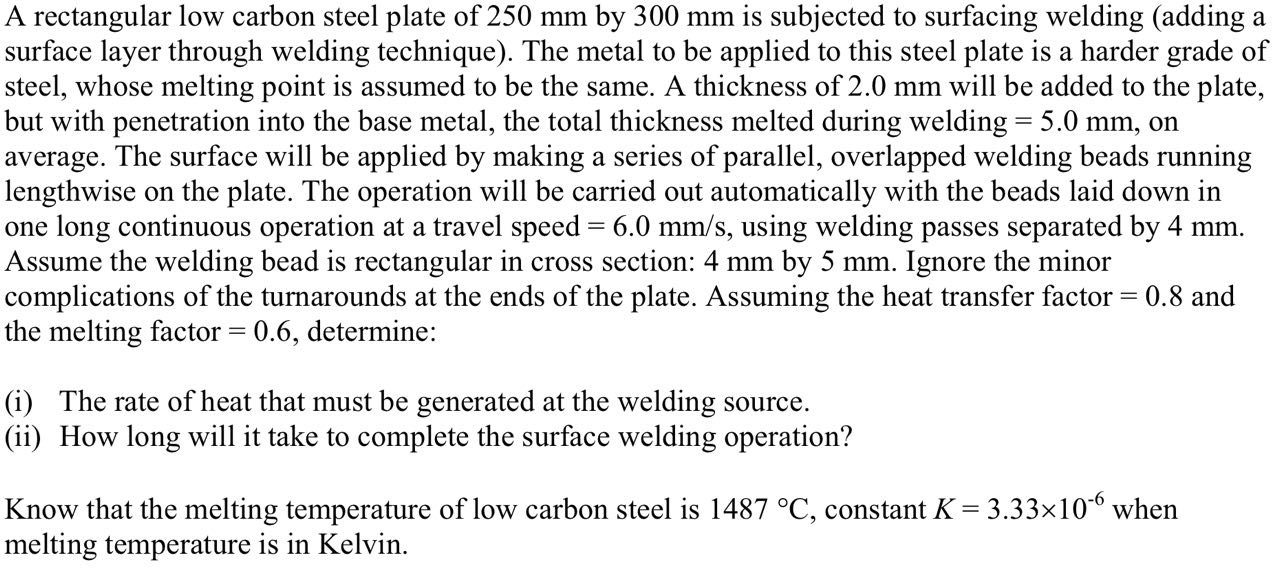 A rectangular low carbon steel plate of 250 mm by 300 mm is subjected to surfacing welding (adding a
surface layer through welding technique). The metal to be applied to this steel plate is a harder grade of
steel, whose melting point is assumed to be the same. A thickness of 2.0 mm will be added to the plate,
but with penetration into the base metal, the total thickness melted during welding = 5.0 mm, on
average. The surface will be applied by making a series of parallel, overlapped welding beads running
lengthwise on the plate. The operation will be carried out automatically with the beads laid down in
one long continuous operation at a travel speed = 6.0 mm/s, using welding passes separated by 4 mm.
Assume the welding bead is rectangular in cross section: 4 mm by 5 mm. Ignore the minor
complications of the turnarounds at the ends of the plate. Assuming the heat transfer factor = 0.8 and
the melting factor = 0.6, determine:
(i) The rate of heat that must be generated at the welding source.
(ii) How long will it take to complete the surface welding operation?
Know that the melting temperature of low carbon steel is 1487 °C, constant K = 3.33×10⁻⁶ when
melting temperature is in Kelvin.